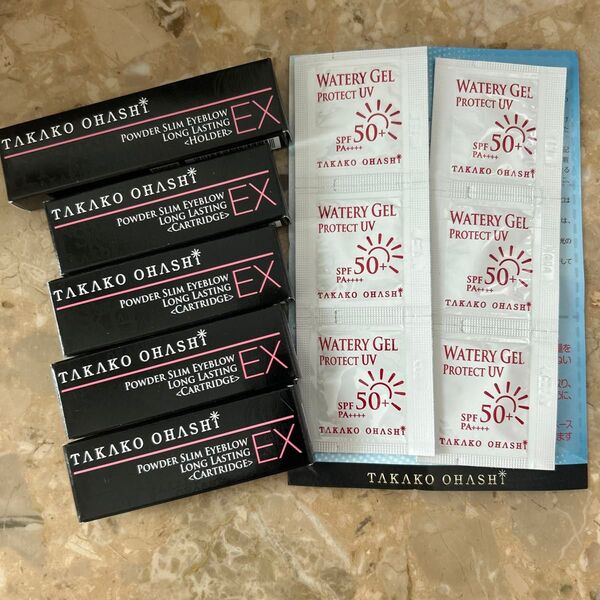 TAKAKO OHASHI
POWDER SLIM EYEBLOW
LONG LASTING
<HOLDER>
EX
TAKAKO OHASHI
POWDER SLIM EYEBLOW
LONG LASTING
<CARTRIDGE>
EX
TAKAKO OHASHI
POWDER SLIM EYEBLOW
LONG LASTING
<CARTRIDGE>
EX
TAKAKO OHASHI
POWDER SLIM EYEBLOW
LONG LASTING
<CARTRIDGE>
EX
TAKAKO OHASHI
POWDER SLIM EYEBLOW
LONG LASTING
<CARTRIDGE>
EX
WATERY GEL
PROTECT UV
SPF 50+
PA++++
TAKAKO OHASHI
WATERY GEL
PROTECT UV
SPF 50+
PA++++
TAKAKO OHASHI
WATERY GEL
PROTECT UV
SPF 50+
PA++++
TAKAKO OHASHI
WATERY GEL
PROTECT UV
SPF 50+
PA++++
TAKAKO OHASHI
WATERY GEL
PROTECT UV
SPF 50+
PA++++
TAKAKO OHASHI
WATERY GEL
PROTECT UV
SPF 50+
PA++++
TAKAKO OHASHI
TAKAKO OHASHI